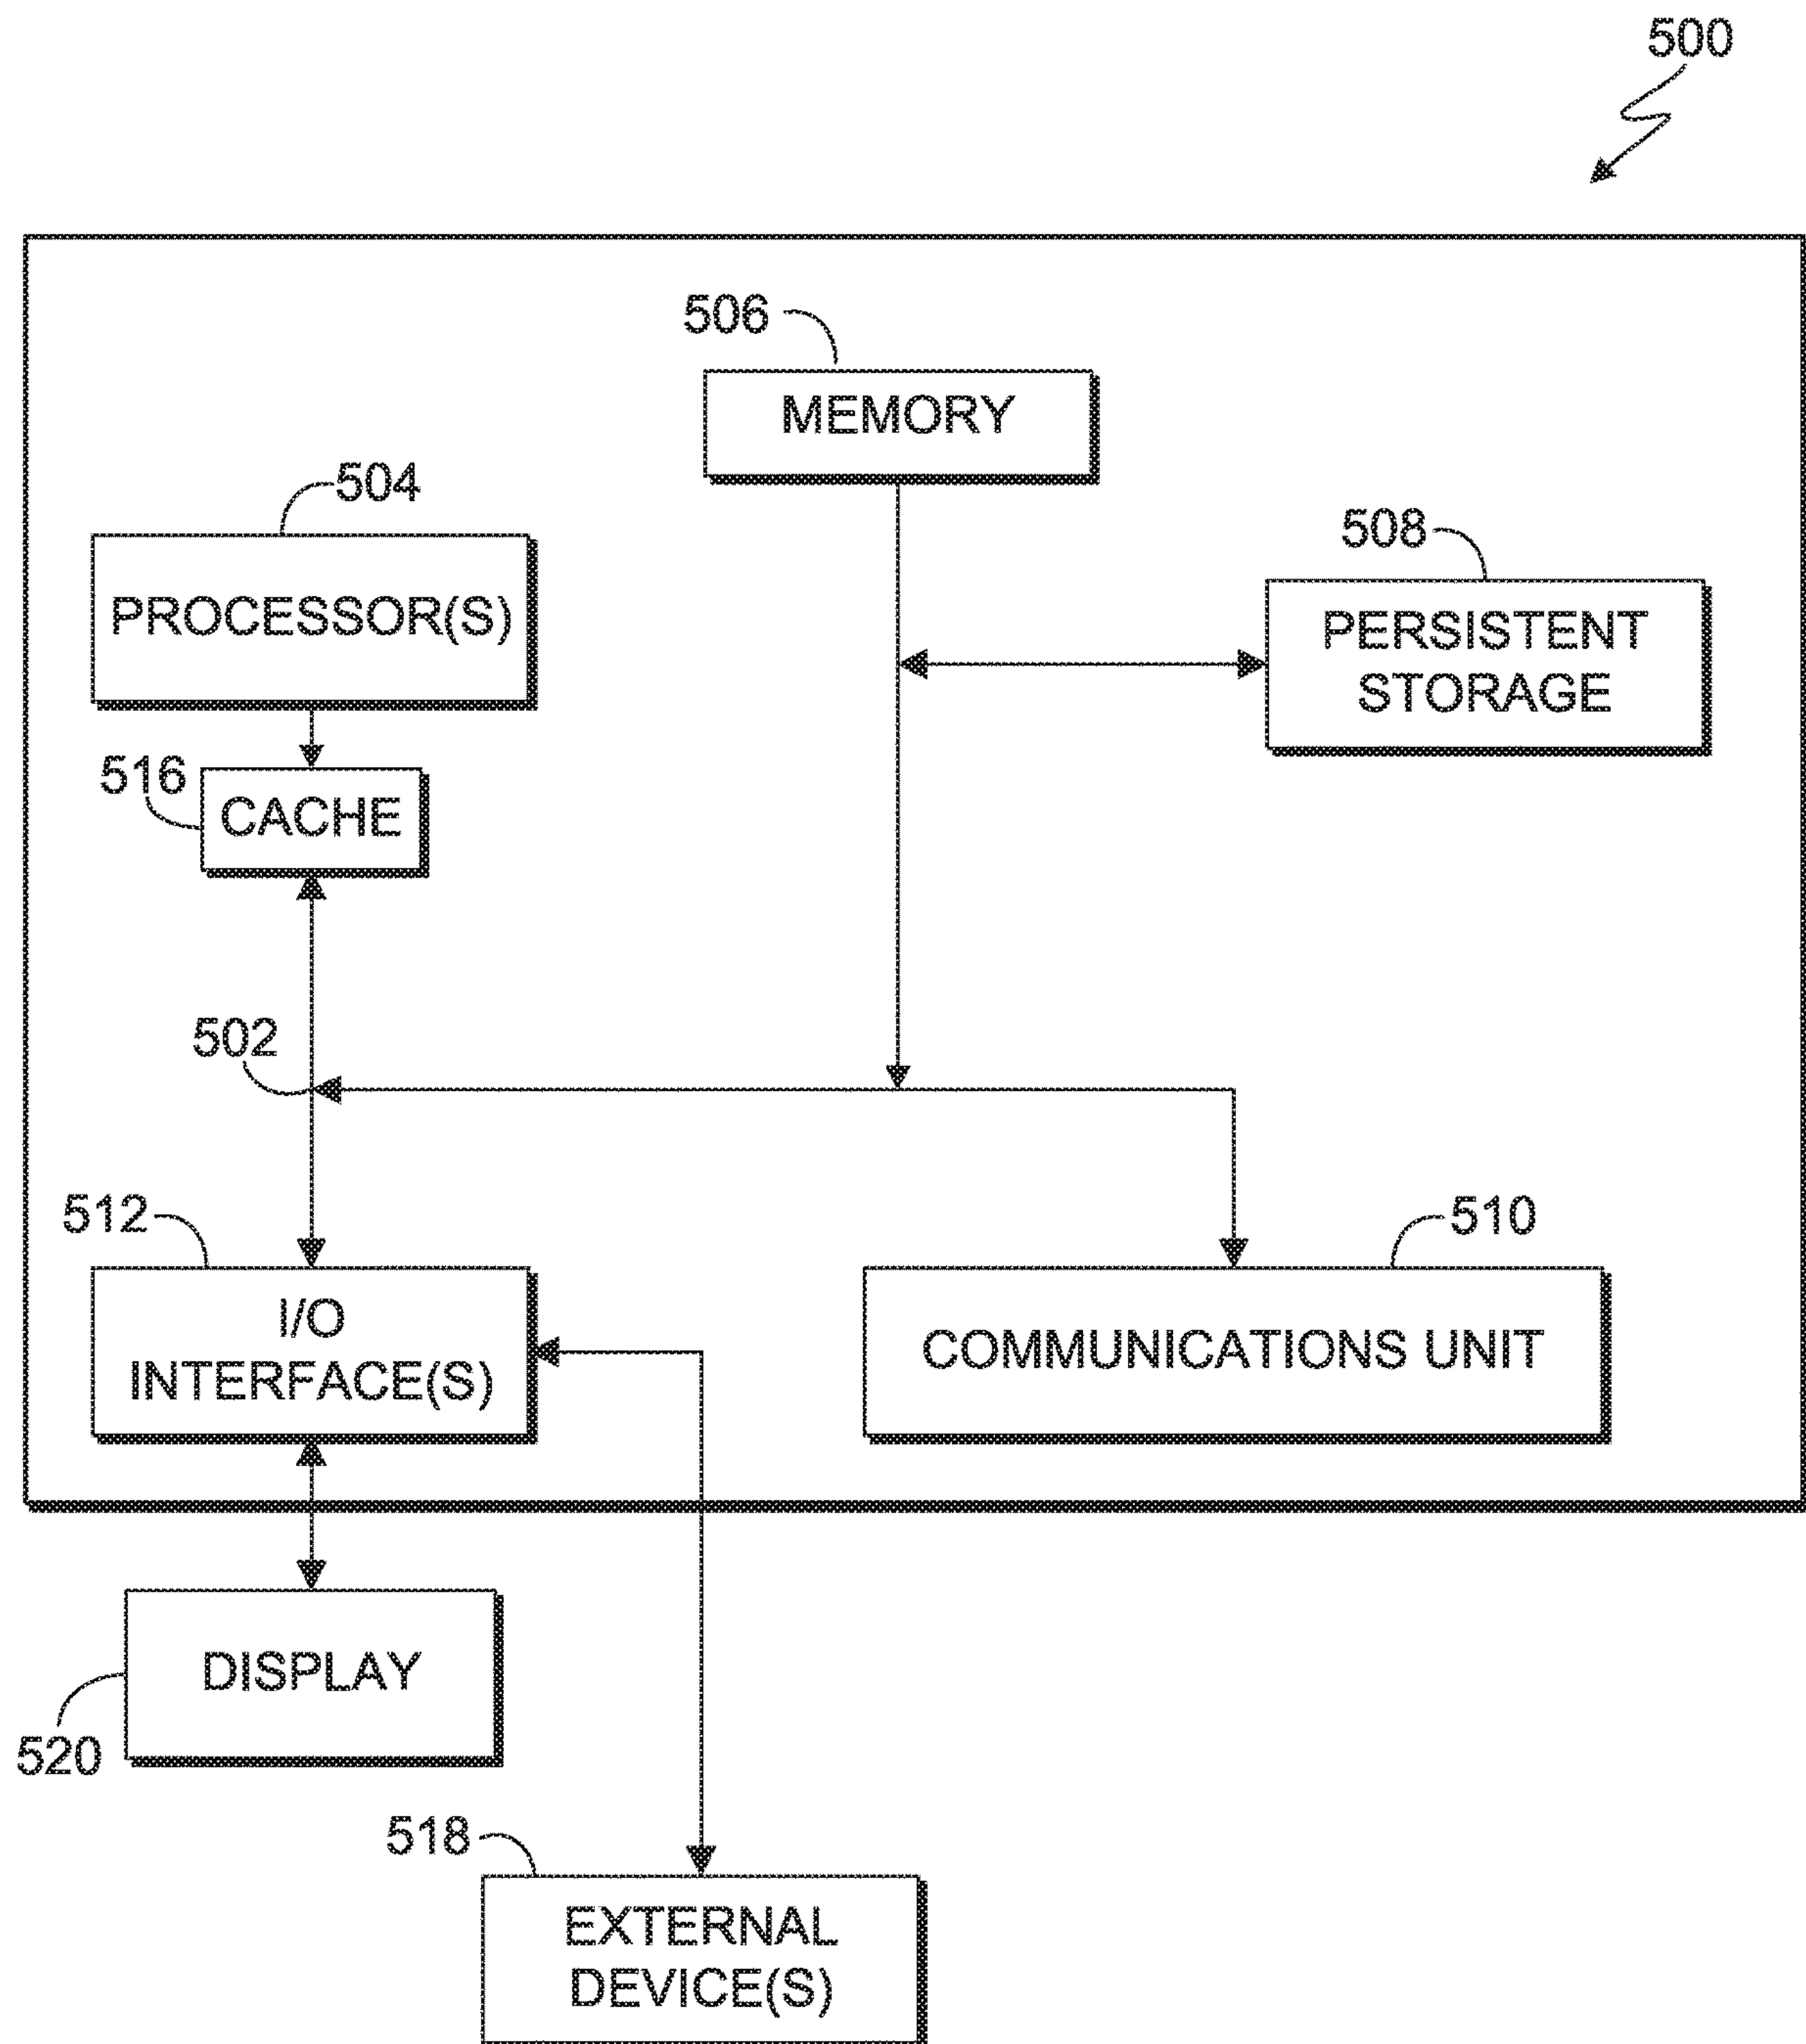 500
506
MEMORY
504
PROCESSOR(S)
508
PERSISTENT
STORAGE
516
CACHE
502
512
I/O
INTERFACE(S)
510
COMMUNICATIONS UNIT
DISPLAY
520
518
EXTERNAL
DEVICE(S)